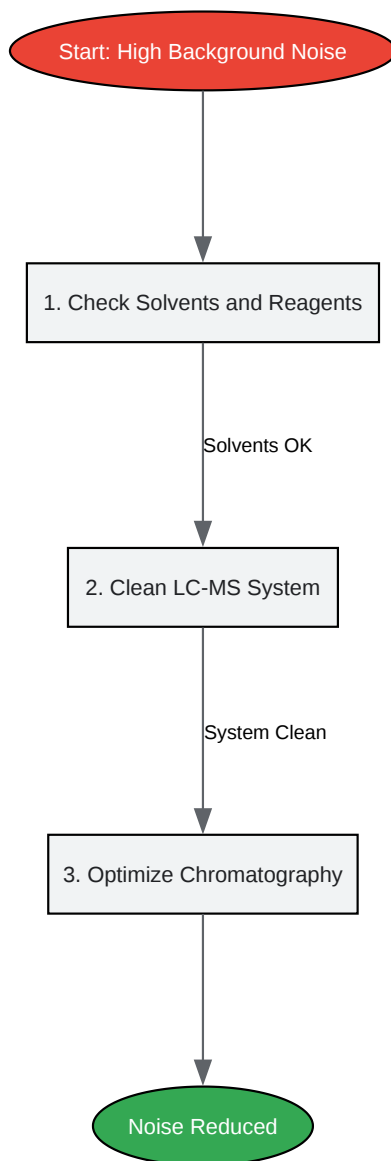 Start: High Background Noise
1. Check Solvents and Reagents
Solvents OK
2. Clean LC-MS System
System Clean
3. Optimize Chromatography
Noise Reduced